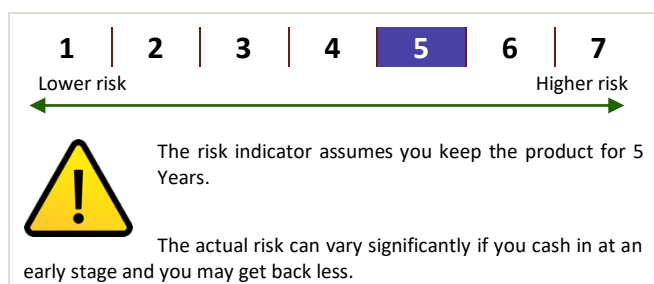 1 2 3 4 5 6 7
Lower risk Higher risk
The risk indicator assumes you keep the product for 5
Years.
The actual risk can vary significantly if you cash in at an
early stage and you may get back less.